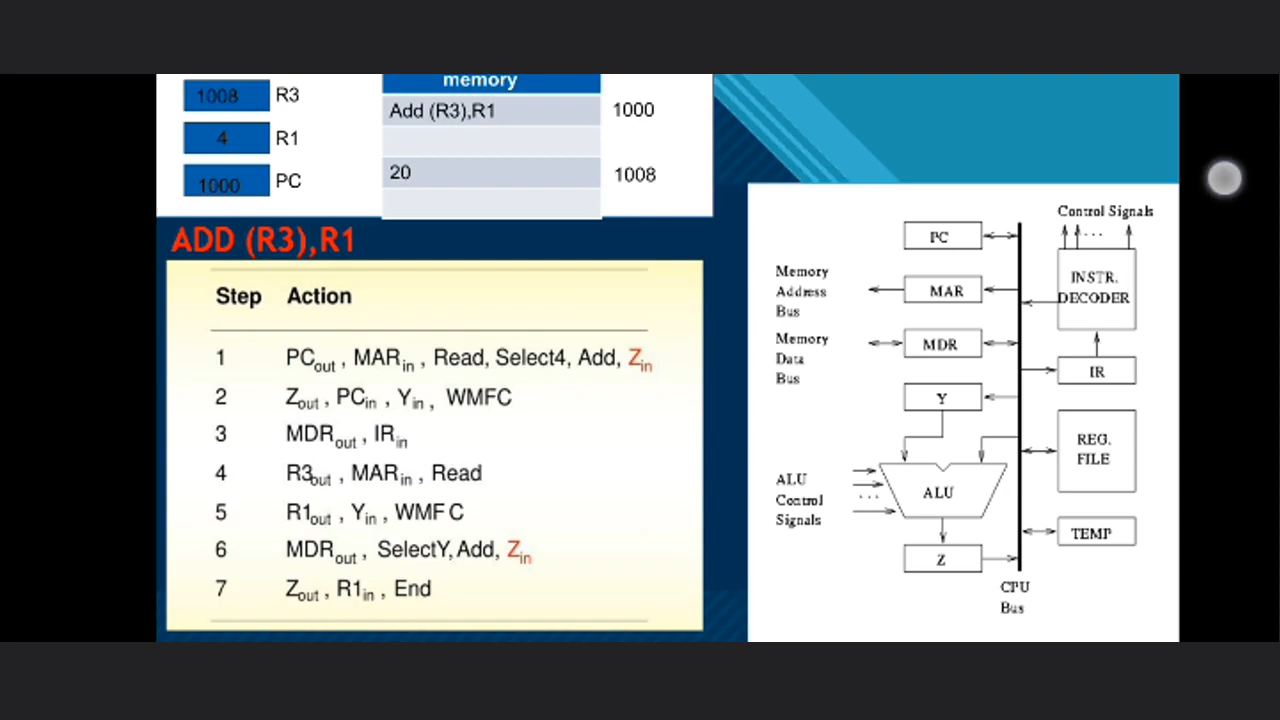 memory
1008 R3
Add (R3),R1 1000
4 R1
20 1008
1000 PC
ADD (R3),R1
Step Action
1 PCout , MARin , Read, Select4, Add, Zin
2 Zout , PCin , Yin , WMFC
3 MDRout , IRin
4 R3out , MARin , Read
5 R1out , Yin , WMFC
6 MDRout , SelectY, Add, Zin
7 Zout , R1in , End
Control Signals
...
PC
INSTR.
DECODER
Memory
Address
Bus
MAR
Memory
Data
Bus
MDR
IR
Y
REG.
FILE
ALU
Control
Signals
...
ALU
TEMP
Z
CPU
Bus